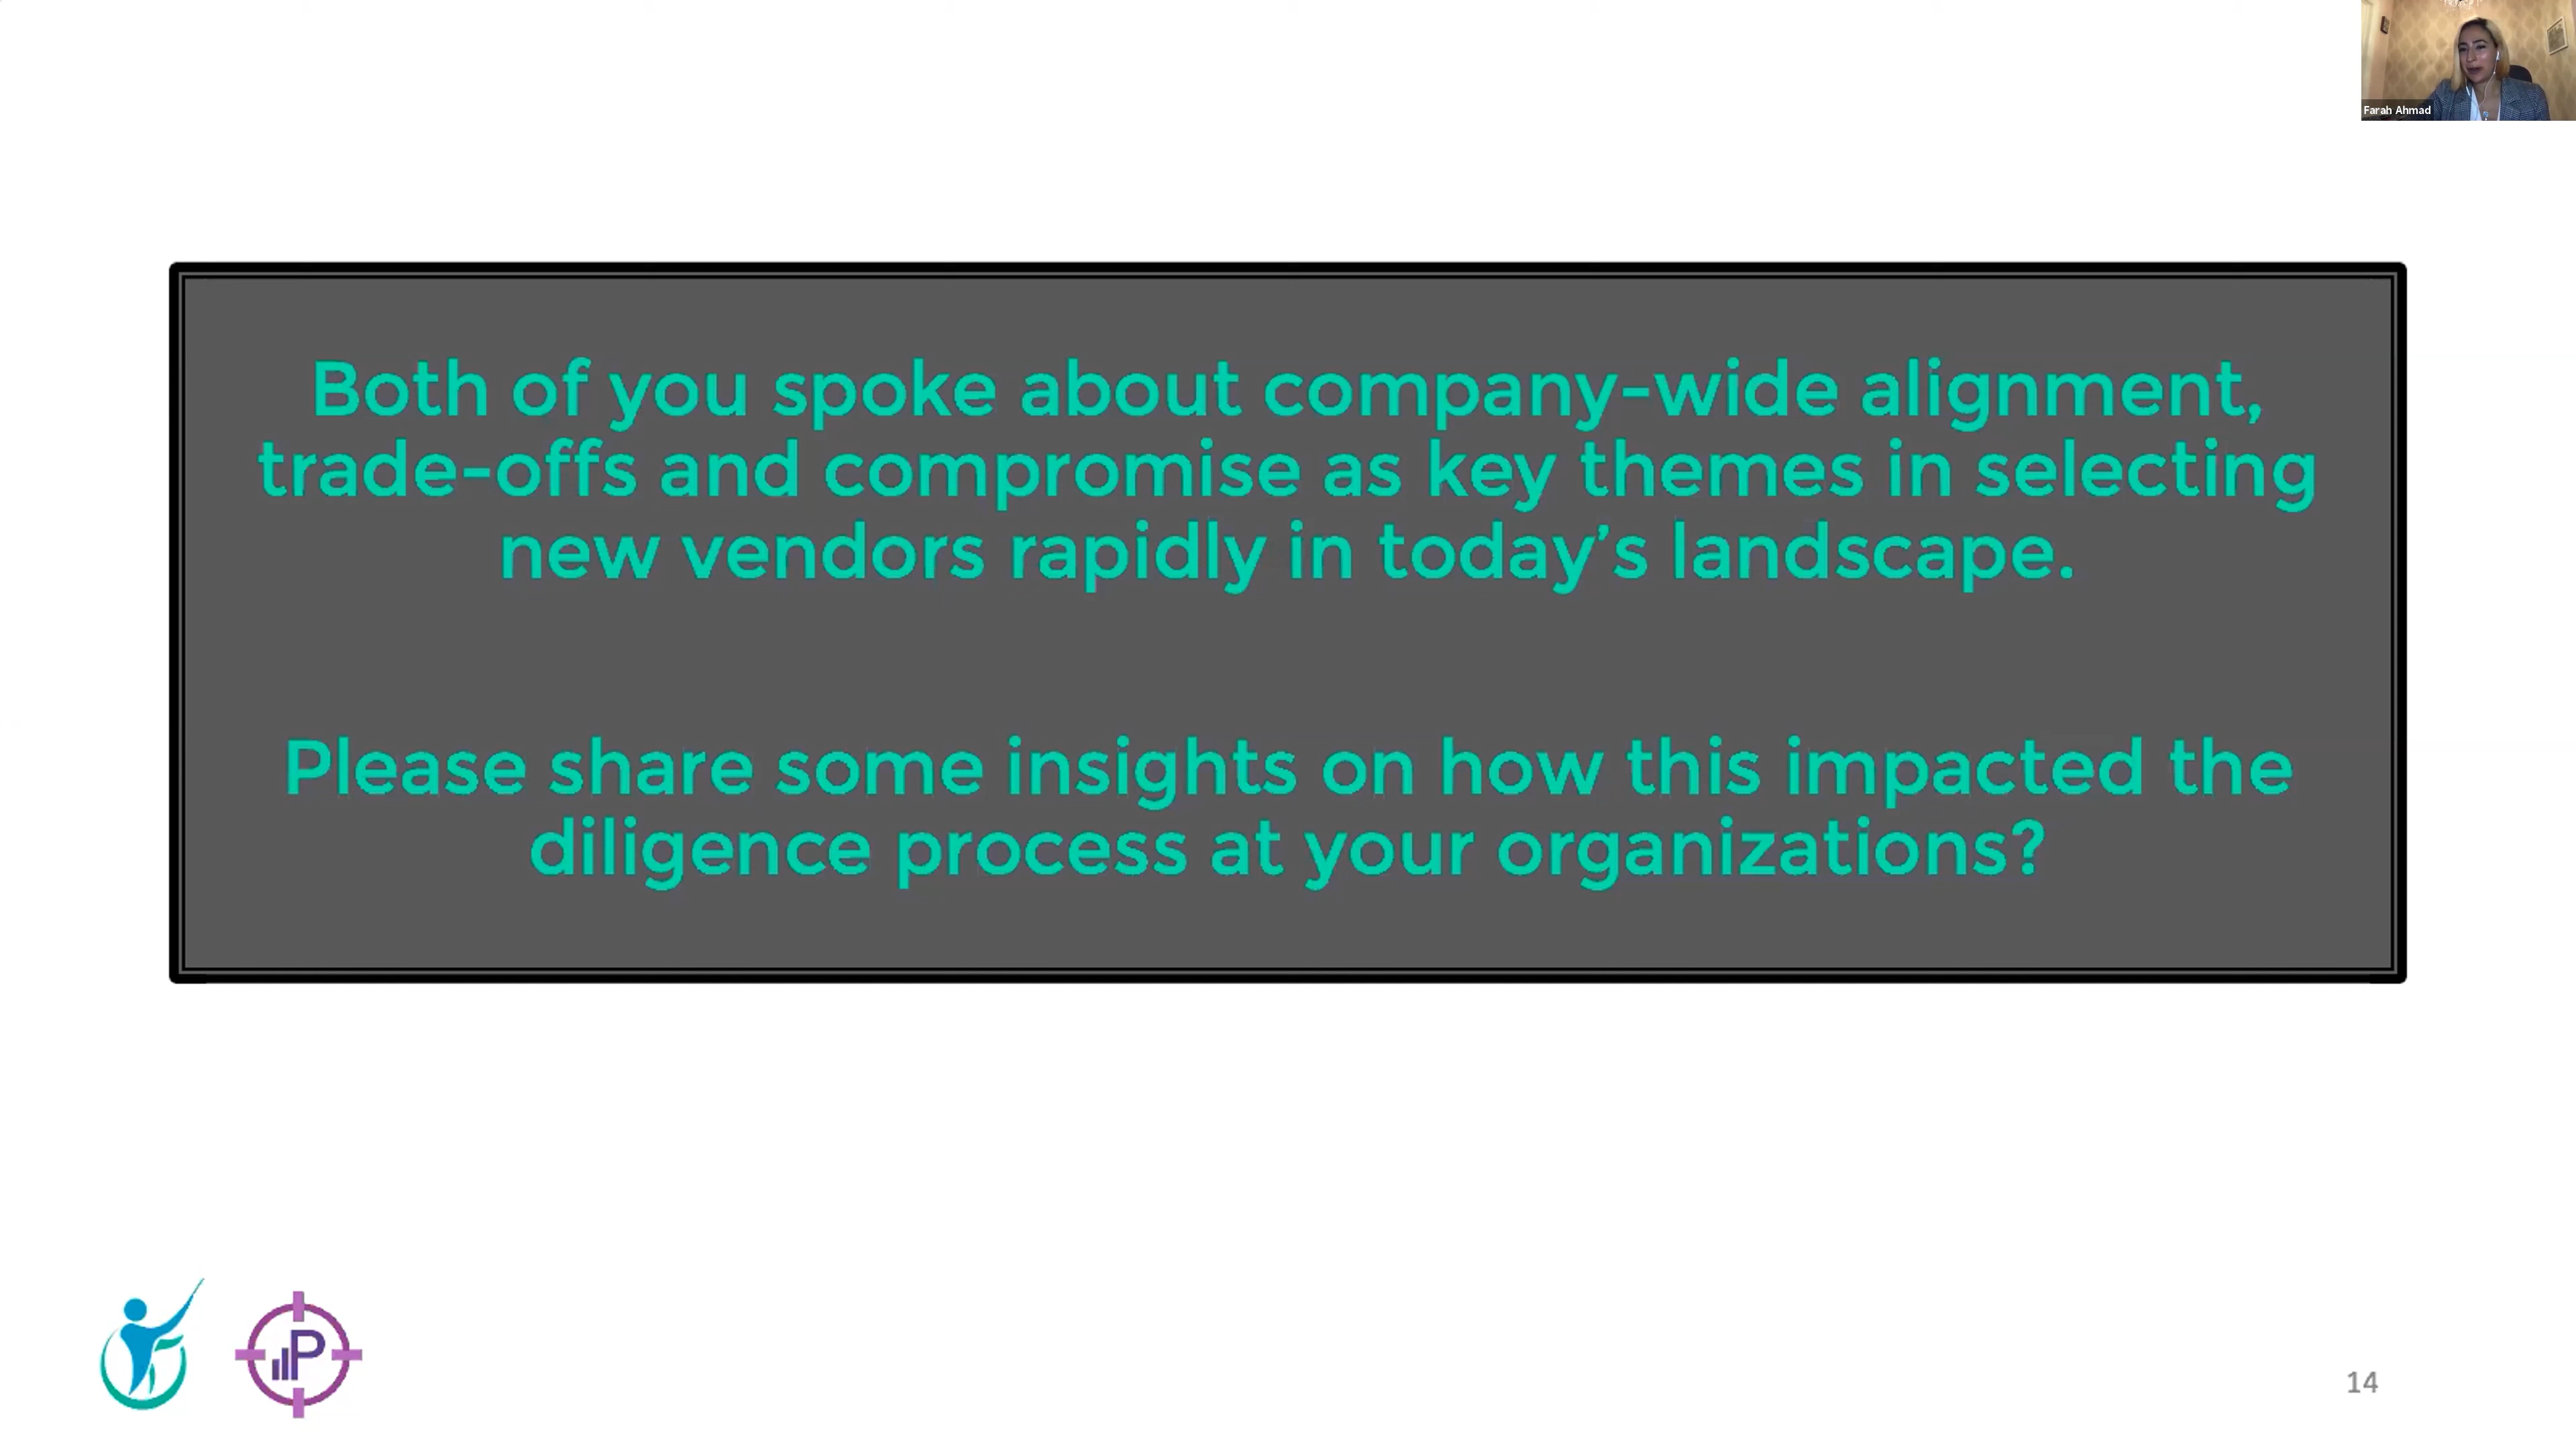 Farah Ahmad
Both of you spoke about company-wide alignment,
trade-offs and compromise as key themes in selecting
new vendors rapidly in today’s landscape.
Please share some insights on how this impacted the
diligence process at your organizations?
P
14